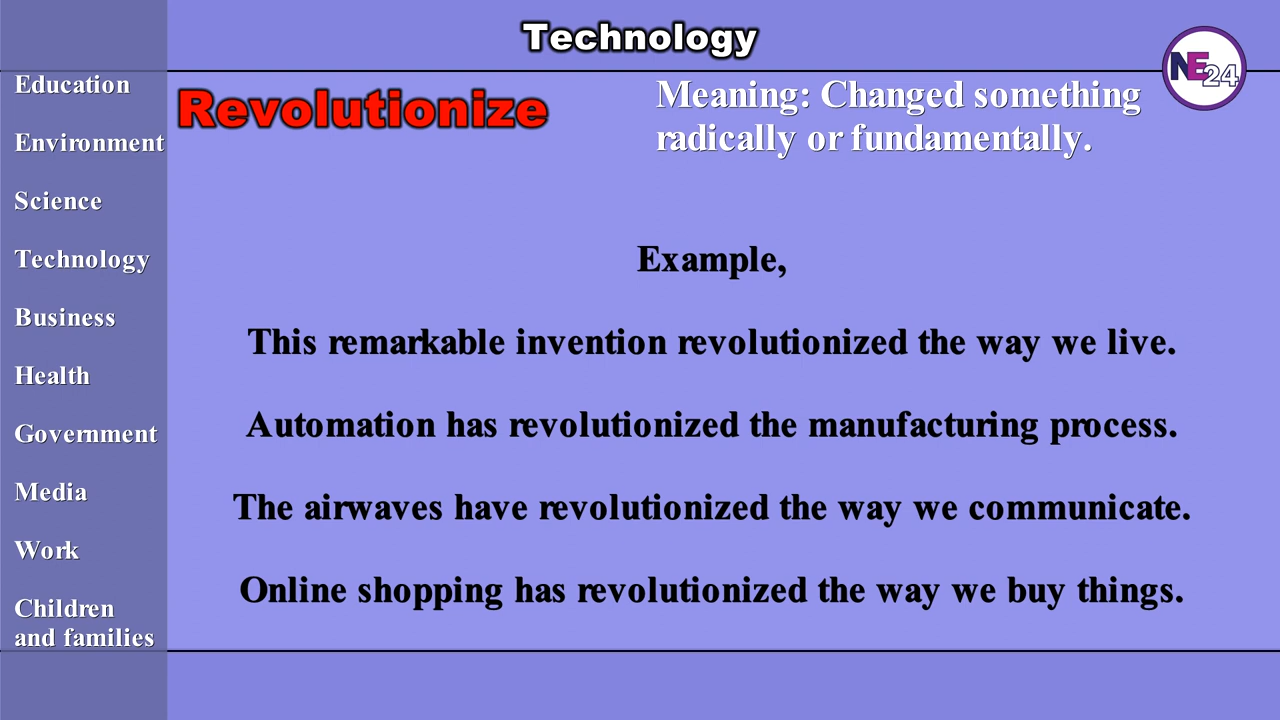 Technology
NE24
Education
Environment
Science
Technology
Business
Health
Government
Media
Work
Children
and families
Revolutionize
Meaning: Changed something
radically or fundamentally.
Example,
This remarkable invention revolutionized the way we live.
Automation has revolutionized the manufacturing process.
The airwaves have revolutionized the way we communicate.
Online shopping has revolutionized the way we buy things.